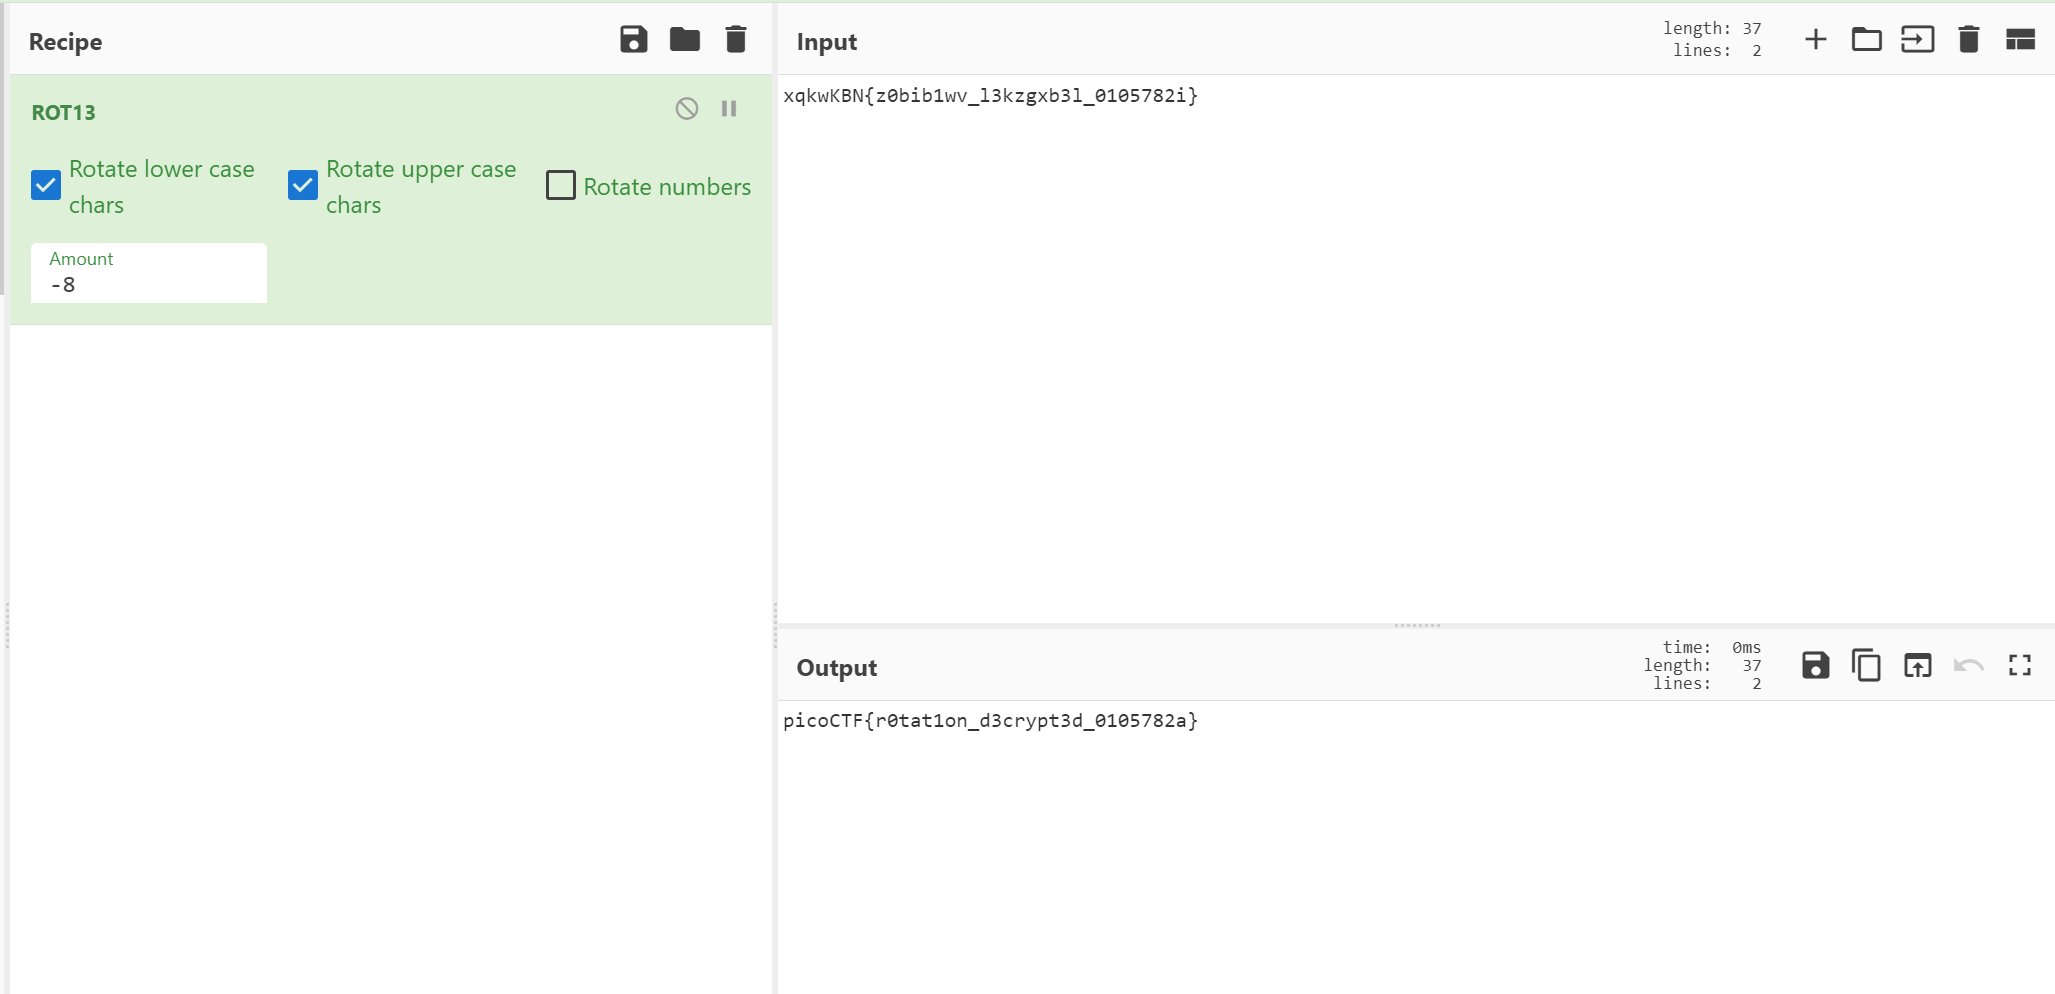 Recipe
ROT13
Rotate lower case
chars
Rotate upper case
chars
Rotate numbers
Amount
-8
Input
length: 37
lines: 2
xqkwKBN{z0bib1wv_l3kzgxb3l_0105782i}
Output
time: 0ms
length: 37
lines: 2
picoCTF{r0tat1on_d3crypt3d_0105782a}